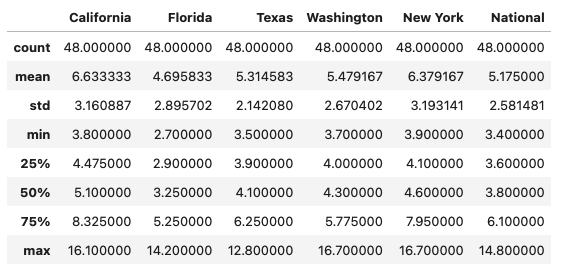 California Florida Texas Washington New York National
count 48.000000 48.000000 48.000000 48.000000 48.000000 48.000000
mean 6.633333 4.695833 5.314583 5.479167 6.379167 5.175000
std 3.160887 2.895702 2.142080 2.670402 3.193141 2.581481
min 3.800000 2.700000 3.500000 3.700000 3.900000 3.400000
25% 4.475000 2.900000 3.900000 4.000000 4.100000 3.600000
50% 5.100000 3.250000 4.100000 4.300000 4.600000 3.800000
75% 8.325000 5.250000 6.250000 5.775000 7.950000 6.100000
max 16.100000 14.200000 12.800000 16.700000 16.700000 14.800000